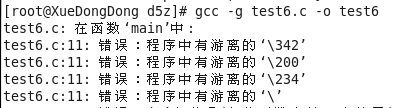 [root@XueDongDong d5z]# gcc -g test6.c -o test6
test6.c: 在函数‘main’中:
test6.c:11: 错误:程序中有游离的‘\342’
test6.c:11: 错误:程序中有游离的‘\200’
test6.c:11: 错误:程序中有游离的‘\234’
test6.c:11: 错误:程序中有游离的‘\’